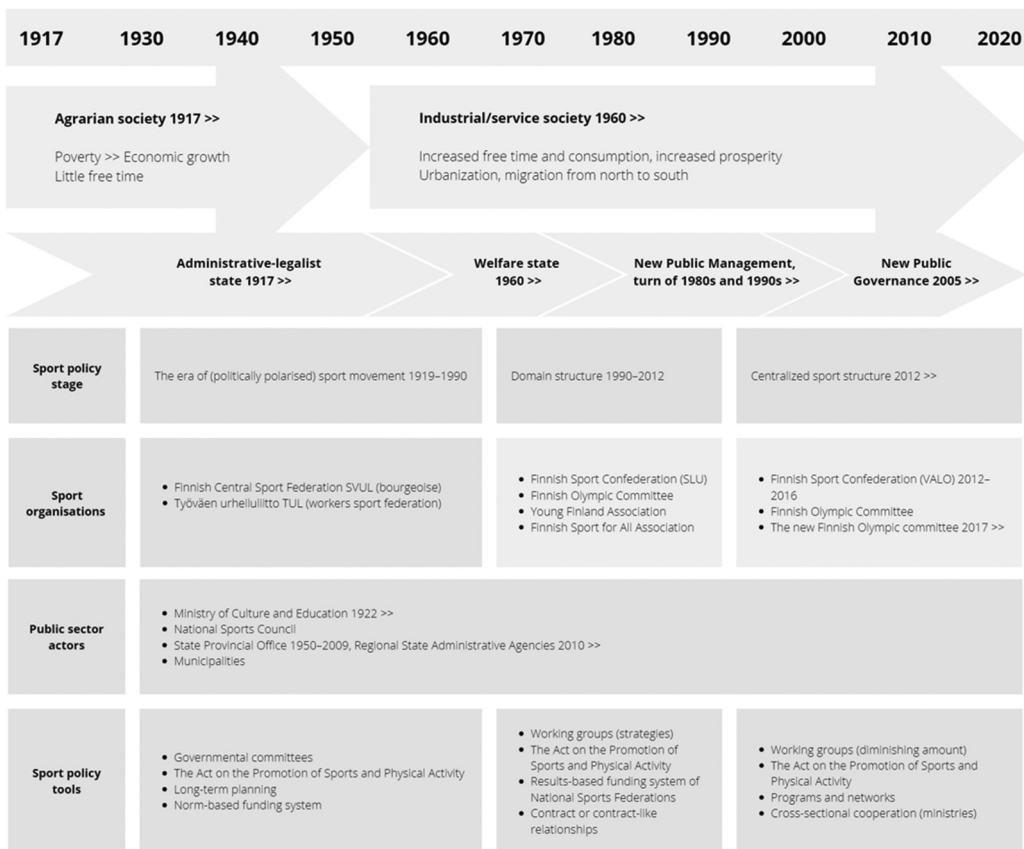 1917 1930 1940 1950 1960 1970 1980 1990 2000 2010 2020
Agrarian society 1917 >>
Poverty >> Economic growth
Little free time
Industrial/service society 1960 >>
Increased free time and consumption, increased prosperity
Urbanization, migration from north to south
Administrative-legalist
state 1917 >>
Welfare state
1960 >>
New Public Management,
turn of 1980s and 1990s >>
New Public
Governance 2005 >>
Sport policy
stage
The era of (politically polarised) sport movement 1919–1990
Domain structure 1990–2012
Centralized sport structure 2012 >>
Sport
organisations
• Finnish Central Sport Federation SVUL (bourgeoise)
• Työväen urheiluliitto TUL (workers sport federation)
• Finnish Sport Confederation (SLU)
• Finnish Olympic Committee
• Young Finland Association
• Finnish Sport for All Association
• Finnish Sport Confederation (VALO) 2012–
2016
• Finnish Olympic Committee
• The new Finnish Olympic committee 2017 >>
Public sector
actors
• Ministry of Culture and Education 1922 >>
• National Sports Council
• State Provincial Office 1950–2009, Regional State Administrative Agencies 2010 >>
• Municipalities
Sport policy
tools
• Governmental committees
• The Act on the Promotion of Sports and Physical Activity
• Long-term planning
• Norm-based funding system
• Working groups (strategies)
• The Act on the Promotion of
Sports and Physical Activity
• Results-based funding system of
National Sports Federations
• Contract or contract-like
relationships
• Working groups (diminishing amount)
• The Act on the Promotion of Sports and
Physical Activity
• Programs and networks
• Cross-sectional cooperation (ministries)